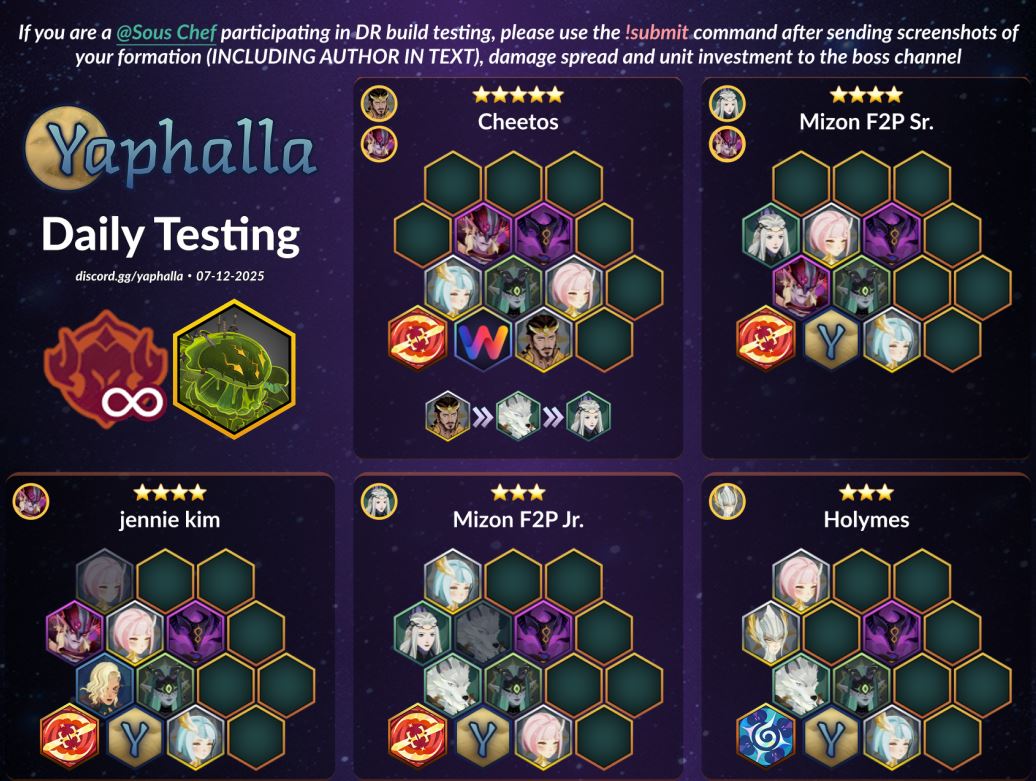 If you are a @Sous Chef participating in DR build testing, please use the !submit command after sending screenshots of
your formation (INCLUDING AUTHOR IN TEXT), damage spread and unit investment to the boss channel
Yaphalla
Daily Testing
discord.gg/yaphalla • 07-12-2025
Cheetos
W
Mizon F2P Sr.
Y
jennie kim
Y
Mizon F2P Jr.
Y
Holymes
Y